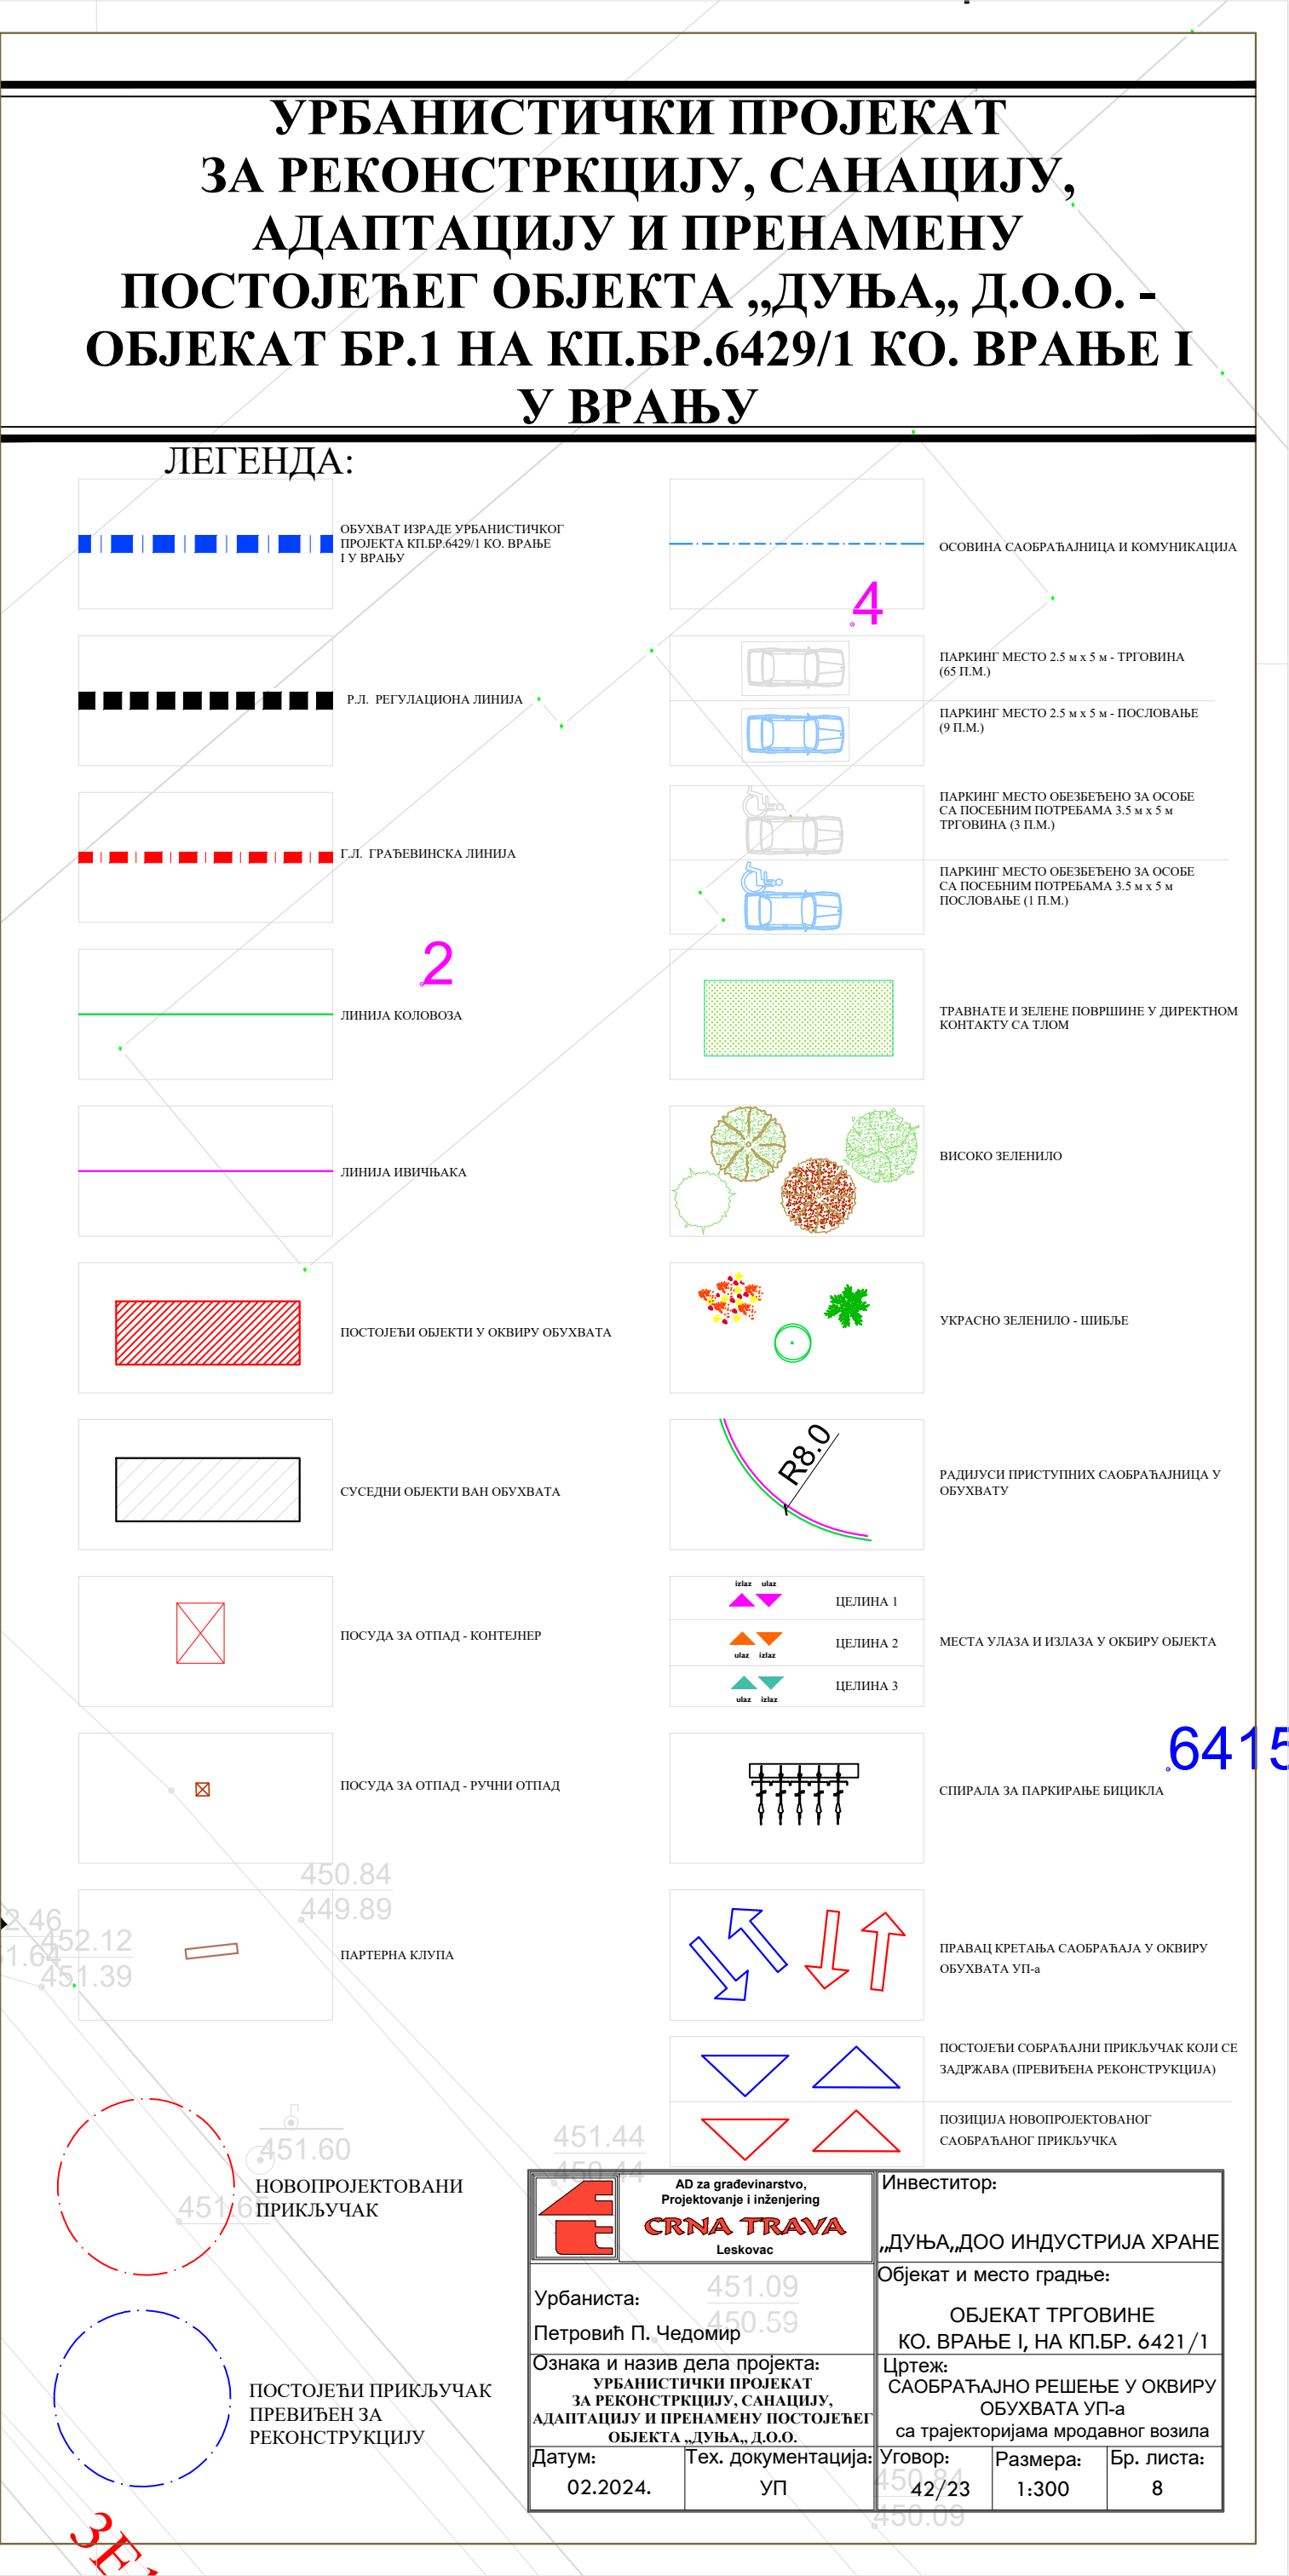 УРБАНИСТИЧКИ ПРОЈЕКАТ
ЗА РЕКОНСТРКЦИЈУ, САНАЦИЈУ,
АДАПТАЦИЈУ И ПРЕНАМЕНУ
ПОСТОЈЕЋЕГ ОБЈЕКТА „ДУЊА„ Д.О.О. -
ОБЈЕКАТ БР.1 НА КП.БР.6429/1 КО. ВРАЊЕ I
У ВРАЊУ
ЛЕГЕНДА:
ОБУХВАТ ИЗРАДЕ УРБАНИСТИЧКОГ
ПРОЈЕКТА КП.БР.6429/1 КО. ВРАЊЕ
I У ВРАЊУ
Р.Л. РЕГУЛАЦИОНА ЛИНИЈА
Г.Л. ГРАЂЕВИНСКА ЛИНИЈА
2
ЛИНИЈА КОЛОВОЗА
ЛИНИЈА ИВИЧЊАКА
ПОСТОЈЕЋИ ОБЈЕКТИ У ОКВИРУ ОБУХВАТА
СУСЕДНИ ОБЈЕКТИ ВАН ОБУХВАТА
ПОСУДА ЗА ОТПАД - КОНТЕЈНЕР
ПОСУДА ЗА ОТПАД - РУЧНИ ОТПАД
450.84
449.89
2.46
452.12
1.64
451.39
ПАРТЕРНА КЛУПА
451.60
НОВОПРОЈЕКТОВАНИ
ПРИКЉУЧАК
ПОСТОЈЕЋИ ПРИКЉУЧАК
ПРЕВИЂЕН ЗА
РЕКОНСТРУКЦИЈУ
ОСОВИНА САОБРАЋАЈНИЦА И КОМУНИКАЦИЈА
4
ПАРКИНГ МЕСТО 2.5 м x 5 м - ТРГОВИНА
(65 П.М.)
ПАРКИНГ МЕСТО 2.5 м x 5 м - ПОСЛОВАЊЕ
(9 П.М.)
ПАРКИНГ МЕСТО ОБЕЗБЕЂЕНО ЗА ОСОБЕ
СА ПОСЕБНИМ ПОТРЕБАМА 3.5 м x 5 м
ТРГОВИНА (3 П.М.)
ПАРКИНГ МЕСТО ОБЕЗБЕЂЕНО ЗА ОСОБЕ
СА ПОСЕБНИМ ПОТРЕБАМА 3.5 м x 5 м
ПОСЛОВАЊЕ (1 П.М.)
ТРАВНАТЕ И ЗЕЛЕНЕ ПОВРШИНЕ У ДИРЕКТНОМ
КОНТАКТУ СА ТЛОМ
ВИСОКО ЗЕЛЕНИЛО
УКРАСНО ЗЕЛЕНИЛО - ШИБЉЕ
R8.0
РАДИЈУСИ ПРИСТУПНИХ САОБРАЋАЈНИЦА У
ОБУХВАТУ
izlaz ulaz
ЦЕЛИНА 1
ЦЕЛИНА 2
ulaz izlaz
ЦЕЛИНА 3
ulaz izlaz
МЕСТА УЛАЗА И ИЗЛАЗА У ОКБИРУ ОБЈЕКТА
6415
СПИРАЛА ЗА ПАРКИРАЊЕ БИЦИКЛА
ПРАВАЦ КРЕТАЊА САОБРАЋАЈА У ОКВИРУ
ОБУХВАТА УП-а
ПОСТОЈЕЋИ СОБРАЋАЈНИ ПРИКЉУЧАК КОЈИ СЕ
ЗАДРЖАВА (ПРЕВИЂЕНА РЕКОНСТРУКЦИЈА)
ПОЗИЦИЈА НОВОПРОЈЕКТОВАНОГ
САОБРАЋАНОГ ПРИКЉУЧКА
451.44
450.44
AD za građevinarstvo,
Projektovanje i inženjering
CRNA TRAVA
Leskovac
Инвеститор:
„ДУЊА„ДОО ИНДУСТРИЈА ХРАНЕ
451.09
450.59
Урбаниста:
Петровић П. Чедомир
Објекат и место градње:
ОБЈЕКАТ ТРГОВИНЕ
КО. ВРАЊЕ I, НА КП.БР. 6421/1
Ознака и назив дела пројекта:
УРБАНИСТИЧКИ ПРОЈЕКАТ
ЗА РЕКОНСТРКЦИЈУ, САНАЦИЈУ,
АДАПТАЦИЈУ И ПРЕНАМЕНУ ПОСТОЈЕЋЕГ
ОБЈЕКТА „ДУЊА„ Д.О.О.
Цртеж:
САОБРАЋАЈНО РЕШЕЊЕ У ОКВИРУ
ОБУХВАТА УП-а
са трајекторијама мродавног возила
Датум:
02.2024.
Тех. документација:
УП
Уговор:
42/23
Размера:
1:300
Бр. листа:
8
450.84
450.09